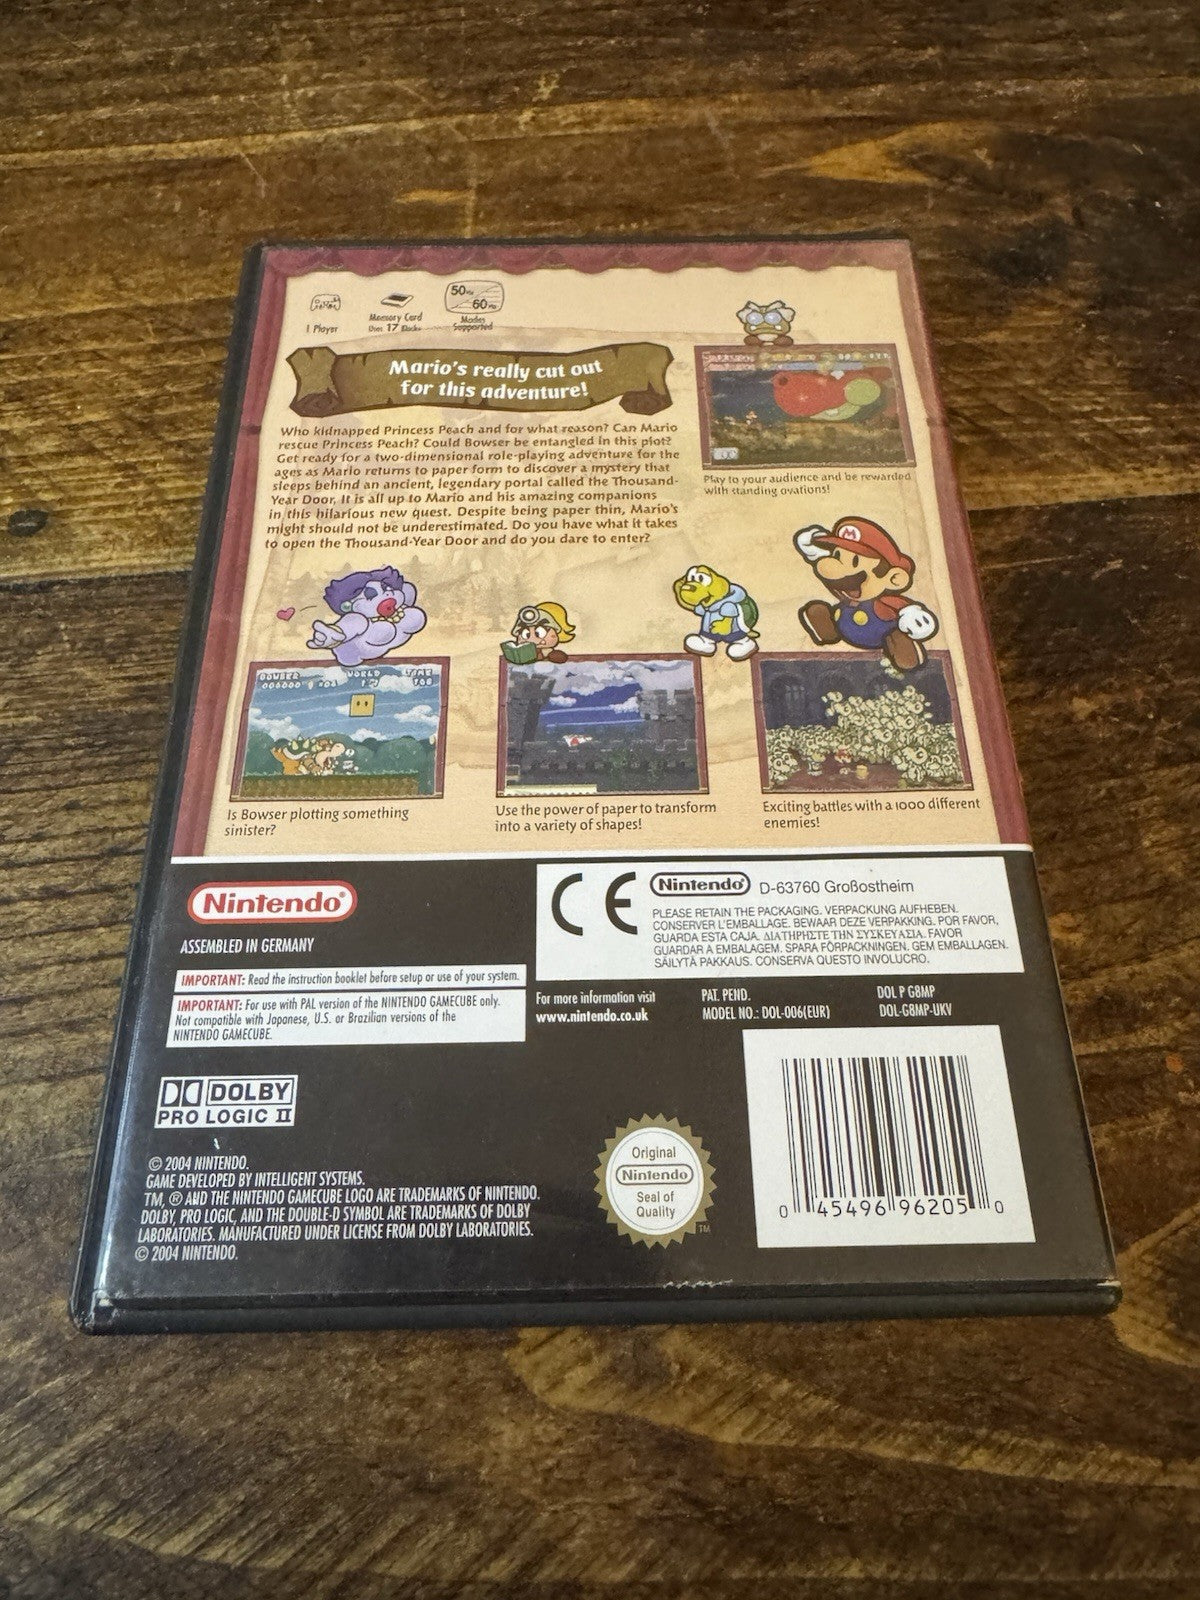 50Hz
60Hz
1 Player
Memory Card
Uses 17 Blocks
Modes
Supported
Mario's really cut out
for this adventure!
Who kidnapped Princess Peach and for what reason? Can Mario
rescue Princess Peach? Could Bowser be entangled in this plot?
Get ready for a two-dimensional role-playing adventure for the
ages as Mario returns to paper form to discover a mystery that
sleeps behind an ancient, legendary portal called the Thousand-
Year Door. It is all up to Mario and his amazing companions
in this hilarious new quest. Despite being paper thin, Mario's
might should not be underestimated. Do you have what it takes
to open the Thousand-Year Door and do you dare to enter?
Play to your audience and be rewarded
with standing ovations!
M
BOWSER WORLD TIME
Is Bowser plotting something
sinister?
Use the power of paper to transform
into a variety of shapes!
Exciting battles with a 1000 different
enemies!
Nintendo®
ASSEMBLED IN GERMANY
IMPORTANT: Read the instruction booklet before setup or use of your system.
IMPORTANT: For use with PAL version of the NINTENDO GAMECUBE only.
Not compatible with Japanese, U.S. or Brazilian versions of the
NINTENDO GAMECUBE.
CE
Nintendo® D-63760 Großostheim
PLEASE RETAIN THE PACKAGING. VERPACKUNG AUFHEBEN.
CONSERVER L'EMBALLAGE. BEWAAR DEZE VERPAKKING. POR FAVOR,
GUARDA ESTA CAJA. ΔΙΑΤΗΡΗΣΤΕ ΤΗΝ ΣΥΣΚΕΥΑΣΙΑ. FAVOR
GUARDAR A EMBALAGEM. SPARA FÖRPACKNINGEN. GEM EMBALLAGEN.
SÄILYTÄ PAKKAUS. CONSERVA QUESTO INVOLUCRO.
For more information visit
www.nintendo.co.uk
PAT. PEND.
MODEL NO.: DOL-006(EUR)
DOL P G8MP
DOL-G8MP-UKV
DOLBY
PRO LOGIC II
© 2004 NINTENDO.
GAME DEVELOPED BY INTELLIGENT SYSTEMS.
TM, ® AND THE NINTENDO GAMECUBE LOGO ARE TRADEMARKS OF NINTENDO.
DOLBY, PRO LOGIC, AND THE DOUBLE-D SYMBOL ARE TRADEMARKS OF DOLBY
LABORATORIES. MANUFACTURED UNDER LICENSE FROM DOLBY LABORATORIES.
© 2004 NINTENDO.
Original
Nintendo
Seal of
Quality
TM
0 45496 96205 0